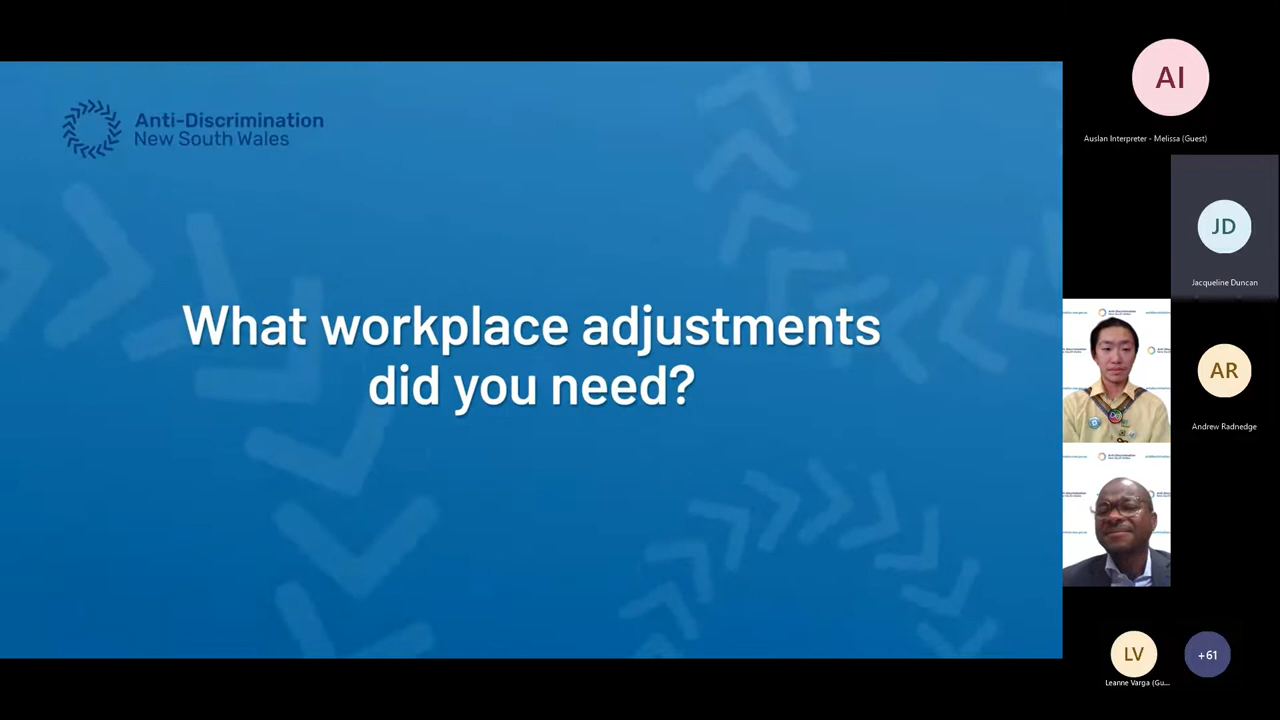 Anti-Discrimination
New South Wales
What workplace adjustments
did you need?
AI
Auslan Interpreter - Melissa (Guest)
JD
Jacqueline Duncan
AR
Andrew Radnedge
LV
Leanne Varga (Gu...
+61